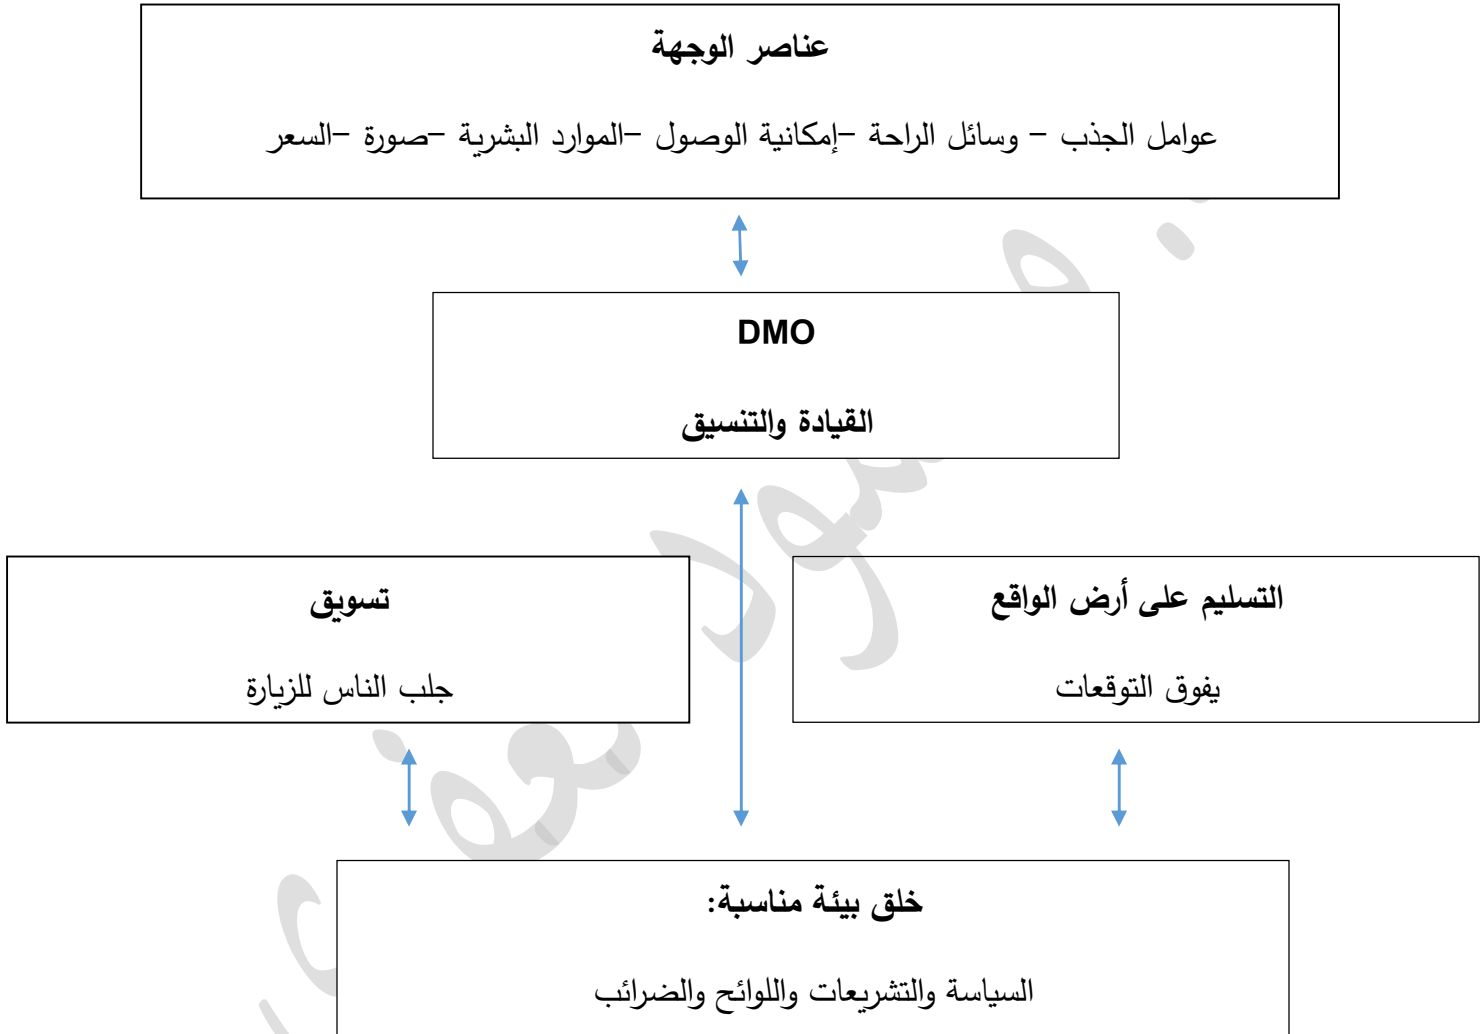 عناصر الوجهة
عوامل الجذب – وسائل الراحة –إمكانية الوصول –الموارد البشرية –صورة –السعر
DMO
القيادة والتنسيق
التسليم على أرض الواقع
يفوق التوقعات
تسويق
جلب الناس للزيارة
خلق بيئة مناسبة:
السياسة والتشريعات واللوائح والضرائب